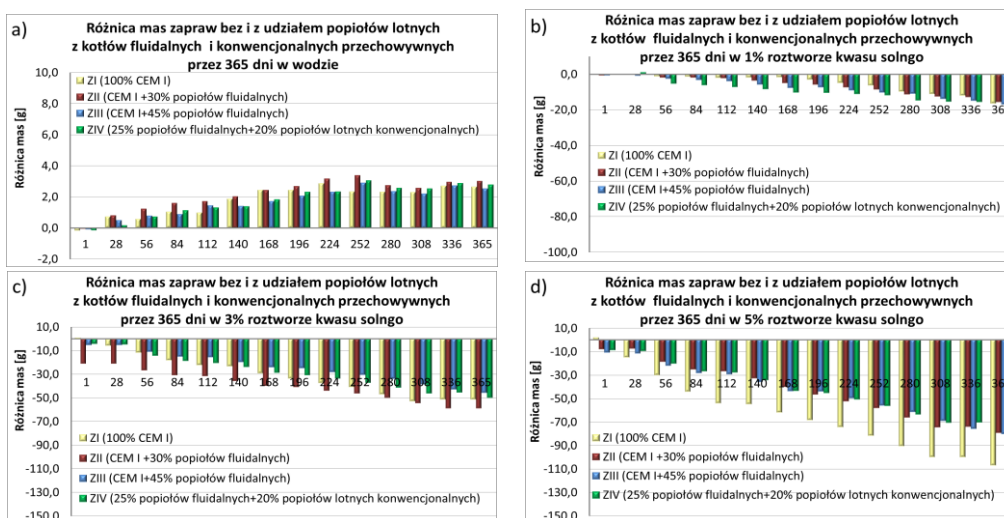 a)
Różnica mas zapraw bez i z udziałem popiołów lotnych
z kotłów fluidalnych i konwencjonalnych przechowywnych
przez 365 dni w wodzie
Różnica mas [g]
10,0
8,0
6,0
4,0
2,0
0,0
-2,0
ZI (100% CEM I)
ZII (CEM I +30% popiołów fluidalnych)
ZIII (CEM I+45% popiołów fluidalnych)
ZIV (25% popiołów fluidalnych+20% popiołów lotnych konwencjonalnych)
1 28 56 84 112 140 168 196 224 252 280 308 336 365
b)
Różnica mas zapraw bez i z udziałem popiołów lotnych
z kotłów fluidalnych i konwencjonalnych przechowywnych
przez 365 dni w 1% roztworze kwasu solngo
Różnica mas [g]
0,0
-20,0
-40,0
-60,0
-80,0
-100,0
1 28 56 84 112 140 168 196 224 252 280 308 336 36
ZI (100% CEM I)
ZII (CEM I +30% popiołów fluidalnych)
ZIII (CEM I+45% popiołów fluidalnych)
ZIV (25% popiołów fluidalnych+20% popiołów lotnych konwencjonalnych)
c)
Różnica mas zapraw bez i z udziałem popiołów lotnych
z kotłów fluidalnych i konwencjonalnych przechowywnych
przez 365 dni w 3% roztworze kwasu solngo
Różnica mas [g]
10,0
-10,0
-30,0
-50,0
-70,0
-90,0
-110,0
-130,0
-150,0
1 28 56 84 112 140 168 196 224 252 280 308 336 365
ZI (100% CEM I)
ZII (CEM I +30% popiołów fluidalnych)
ZIII (CEM I+45% popiołów fluidalnych)
ZIV (25% popiołów fluidalnych+20% popiołów lotnych konwencjonalnych)
d)
Różnica mas zapraw bez i z udziałem popiołów lotnych
z kotłów fluidalnych i konwencjonalnych przechowywnych
przez 365 dni w 5% roztworze kwasu solngo
Różnica mas [g]
10,0
-10,0
-30,0
-50,0
-70,0
-90,0
-110,0
-130,0
-150,0
1 28 56 84 112 140 168 196 224 252 280 308 336 36
ZI (100% CEM I)
ZII (CEM I +30% popiołów fluidalnych)
ZIII (CEM I+45% popiołów fluidalnych)
ZIV (25% popiołów fluidalnych+20% popiołów lotnych konwencjonalnych)